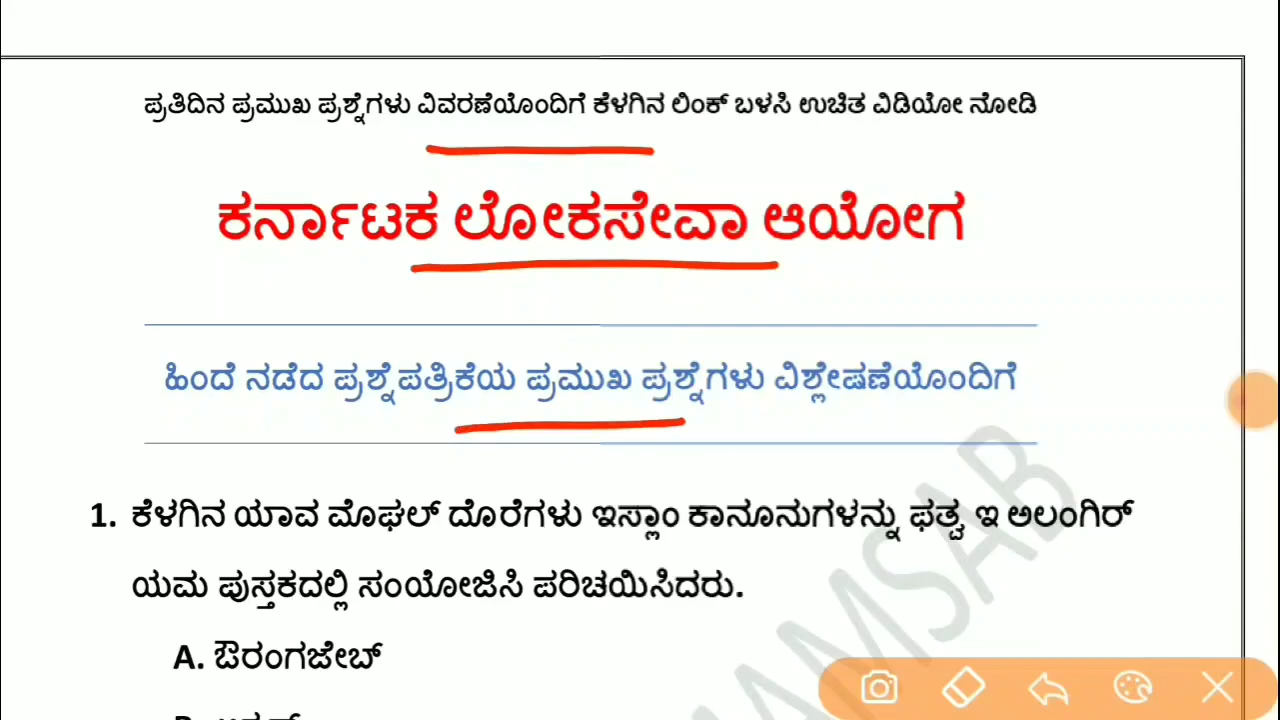 ಪ್ರತಿದಿನ ಪ್ರಮುಖ ಪ್ರಶ್ನೆಗಳು ವಿವರಣೆಯೊಂದಿಗೆ ಕೆಳಗಿನ ಲಿಂಕ್ ಬಳಸಿ ಉಚಿತ ವಿಡಿಯೋ ನೋಡಿ
ಕರ್ನಾಟಕ ಲೋಕಸೇವಾ ಆಯೋಗ
ಹಿಂದೆ ನಡೆದ ಪ್ರಶ್ನೆಪತ್ರಿಕೆಯ ಪ್ರಮುಖ ಪ್ರಶ್ನೆಗಳು ವಿಶ್ಲೇಷಣೆಯೊಂದಿಗೆ
1. ಕೆಳಗಿನ ಯಾವ ಮೊಘಲ್ ದೊರೆಗಳು ಇಸ್ಲಾಂ ಕಾನೂನುಗಳನ್ನು ಫತ್ವ ಇ ಅಲಂಗಿರ್
ಯಮ ಪುಸ್ತಕದಲ್ಲಿ ಸಂಯೋಜಿಸಿ ಪರಿಚಯಿಸಿದರು.
A. ಔರಂಗಜೇಬ್